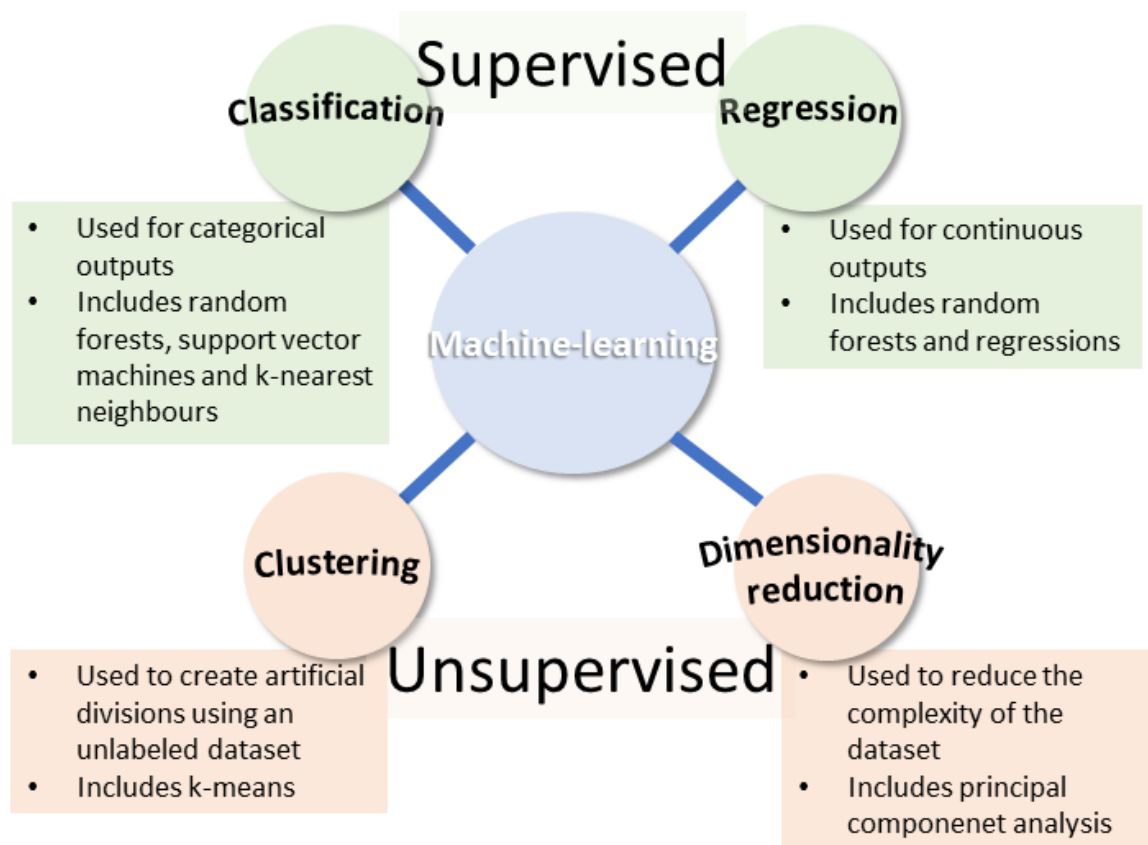 Supervised
Classification
Regression
• Used for categorical
outputs
• Includes random
forests, support vector
machines and k-nearest
neighbours
• Used for continuous
outputs
• Includes random
forests and regressions
Machine-learning
Clustering
Dimensionality
reduction
Unsupervised
• Used to create artificial
divisions using an
unlabeled dataset
• Includes k-means
• Used to reduce the
complexity of the
dataset
• Includes principal
componenet analysis